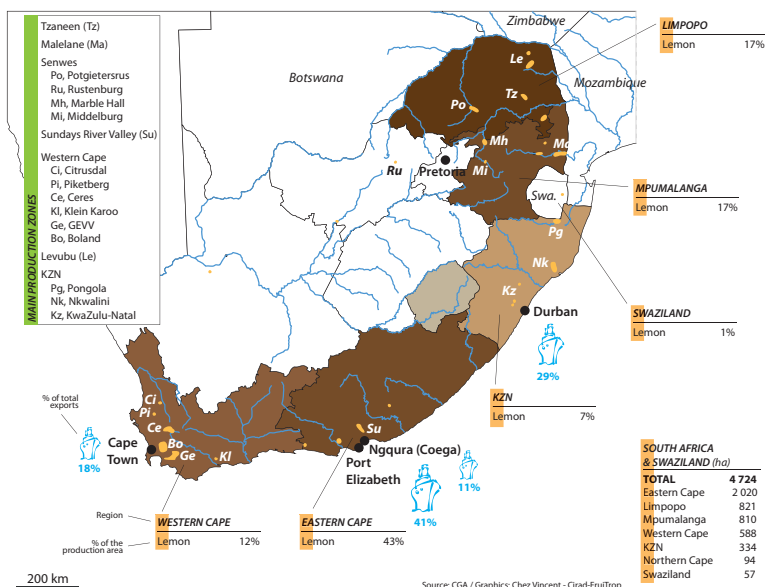 MAIN PRODUCTION ZONES
Tzaneen (Tz)
Malelane (Ma)
Senwes
Po, Potgietersrus
Ru, Rustenburg
Mh, Marble Hall
Mi, Middelburg
Sundays River Valley (Su)
Western Cape
Ci, Citrusdal
Pi, Piketberg
Ce, Ceres
Kl, Klein Karoo
Ge, GEVV
Bo, Boland
Levubu (Le)
KZN
Pg, Pongola
Nk, Nkwalini
Kz, KwaZulu-Natal
Zimbabwe
Botswana
Mozambique
Le
Tz
Po
Mh
Ma
Mi
Ru
Pretoria
Swa.
Pg
Nk
Kz
Durban
29%
LIMPOPO
Lemon 17%
MPUMALANGA
Lemon 17%
SWAZILAND
Lemon 1%
KZN
Lemon 7%
% of total
exports
18%
Cape
Town
Ci
Pi
Ce
Bo
Ge
Kl
Su
Ngqura (Coega)
Port
Elizabeth
11%
41%
Region
% of the
production area
WESTERN CAPE
Lemon 12%
EASTERN CAPE
Lemon 43%
SOUTH AFRICA
& SWAZILAND (ha)
TOTAL 4 724
Eastern Cape 2 020
Limpopo 821
Mpumalanga 810
Western Cape 588
KZN 334
Northern Cape 94
Swaziland 57
200 km
Source: CGA / Graphics: Chez Vincent - Cirad-FruiTrop